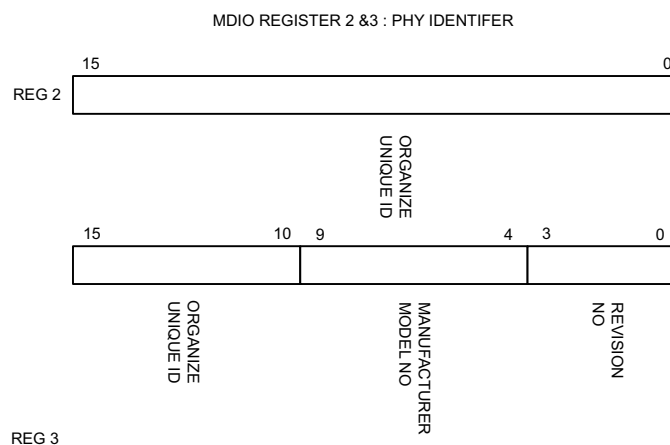 MDIO REGISTER 2 &3 : PHY IDENTIFER
15 0
REG 2
ORGANIZE
UNIQUE ID
15 10 9 4 3 0
ORGANIZE
UNIQUE ID
MANUFACTURER
MODEL NO
REVISION
NO
REG 3